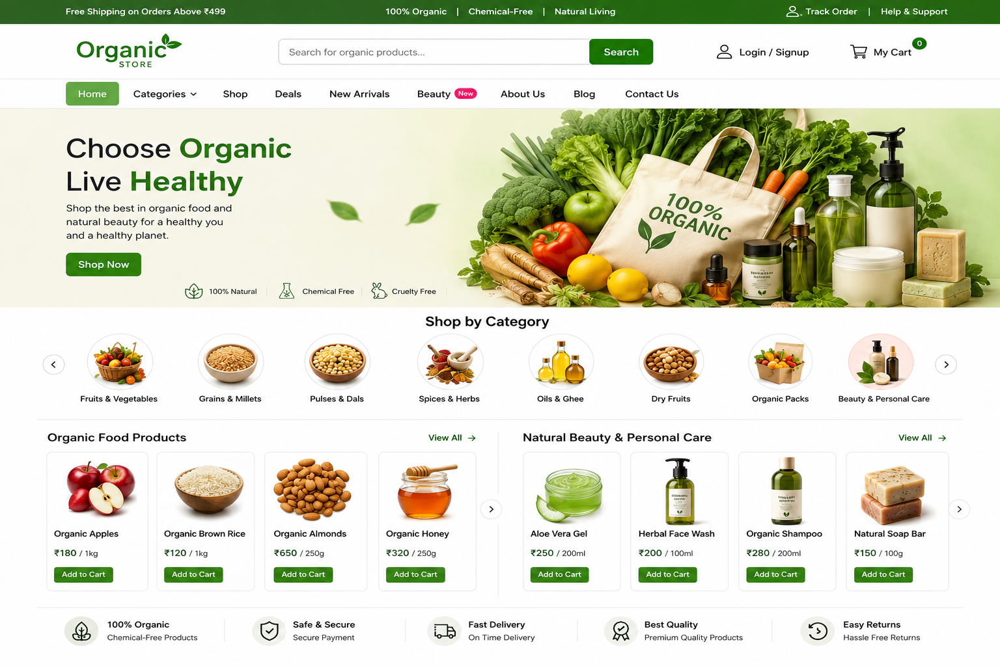 Free Shipping on Orders Above ₹499
100% Organic | Chemical-Free | Natural Living
Track Order | Help & Support
Organic
STORE
Search for organic products...
Search
Login / Signup
My Cart
0
Home
Categories
Shop
Deals
New Arrivals
Beauty
New
About Us
Blog
Contact Us
Choose Organic
Live Healthy
Shop the best in organic food and
natural beauty for a healthy you
and a healthy planet.
Shop Now
100% Natural
Chemical Free
Cruelty Free
100%
ORGANIC
Shop by Category
Fruits & Vegetables
Grains & Millets
Pulses & Dals
Spices & Herbs
Oils & Ghee
Dry Fruits
Organic Packs
Beauty & Personal Care
Organic Food Products
View All
Organic Apples
₹180 / 1kg
Add to Cart
Organic Brown Rice
₹120 / 1kg
Add to Cart
Organic Almonds
₹650 / 250g
Add to Cart
Organic Honey
₹320 / 250g
Add to Cart
Natural Beauty & Personal Care
View All
Aloe Vera Gel
₹250 / 200ml
Add to Cart
Herbal Face Wash
₹200 / 100ml
Add to Cart
Organic Shampoo
₹280 / 200ml
Add to Cart
Natural Soap Bar
₹150 / 100g
Add to Cart
100% Organic
Chemical-Free Products
Safe & Secure
Secure Payment
Fast Delivery
On Time Delivery
Best Quality
Premium Quality Products
Easy Returns
Hassle Free Returns